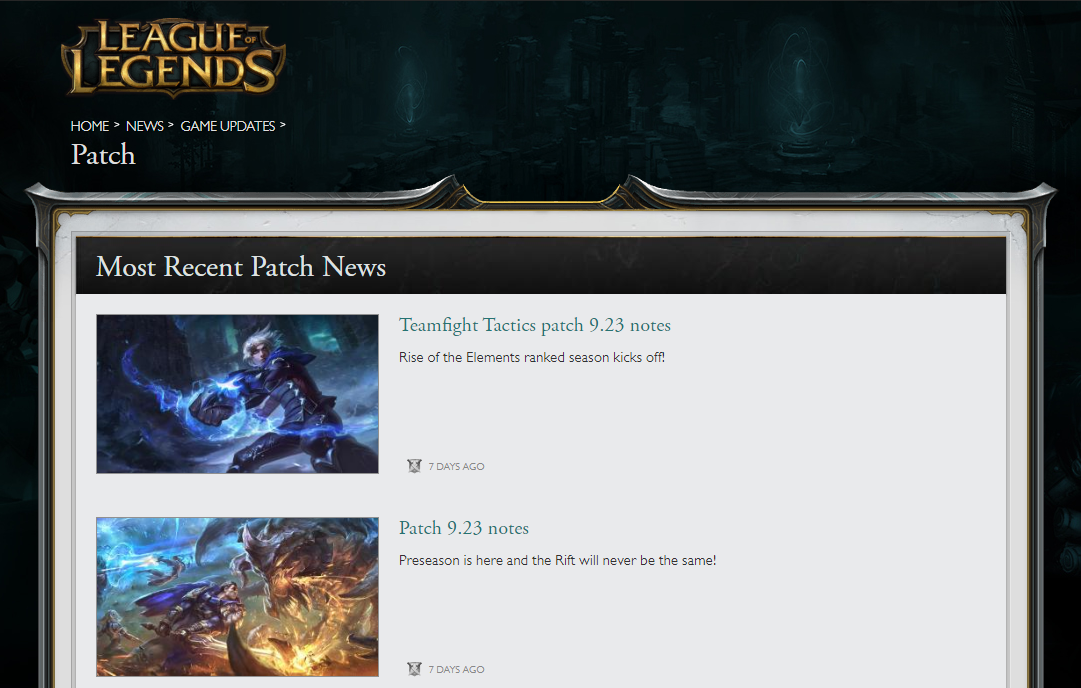 LEAGUE OF
LEGENDS
HOME > NEWS > GAME UPDATES >
Patch
Most Recent Patch News
Teamfight Tactics patch 9.23 notes
Rise of the Elements ranked season kicks off!
7 DAYS AGO
Patch 9.23 notes
Preseason is here and the Rift will never be the same!
7 DAYS AGO